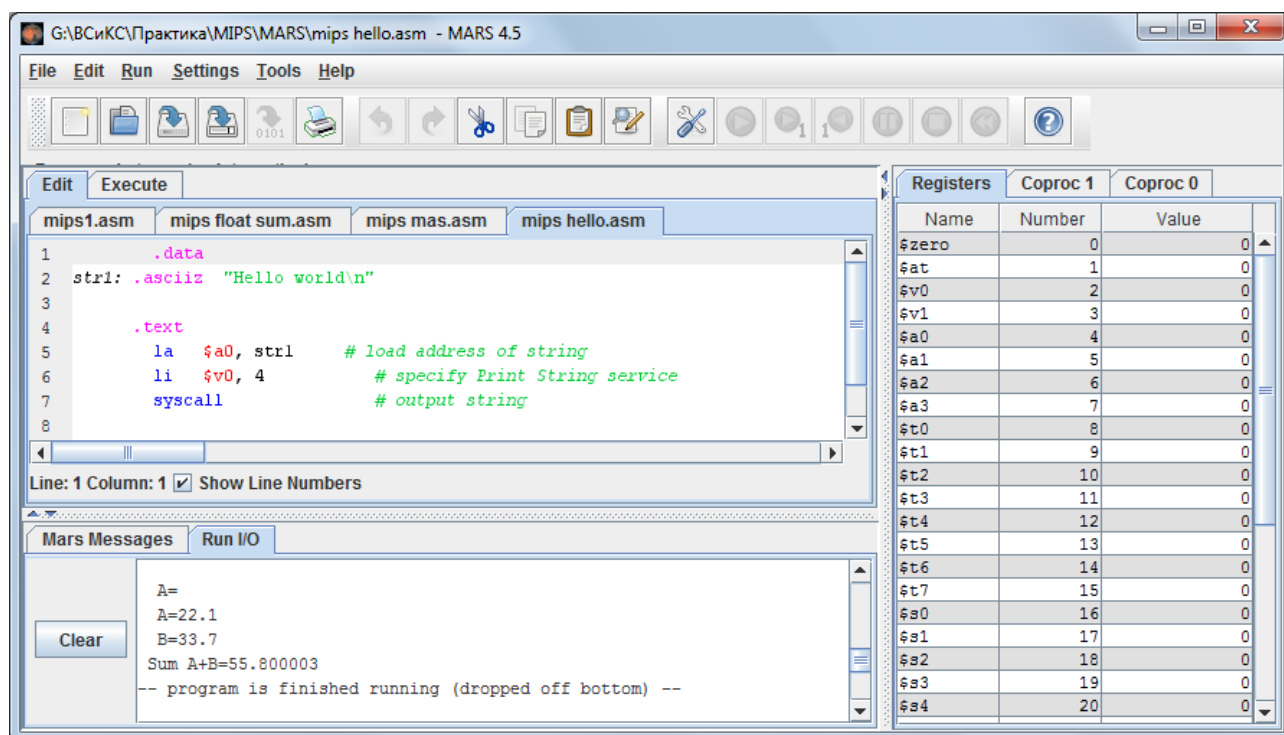 G:\ВСиКС\Практика\MIPS\MARS\mips hello.asm - MARS 4.5
File Edit Run Settings Tools Help
Edit Execute
mips1.asm mips float sum.asm mips mas.asm mips hello.asm
1 .data
2 str1: .asciiz "Hello world\n"
3
4 .text
5 la $a0, str1 # load address of string
6 li $v0, 4 # specify Print String service
7 syscall # output string
8
Line: 1 Column: 1 Show Line Numbers
Mars Messages Run I/O
Clear
A=
A=22.1
B=33.7
Sum A+B=55.800003
-- program is finished running (dropped off bottom) --
Registers Coproc 1 Coproc 0
Name Number Value
$zero 0 0
$at 1 0
$v0 2 0
$v1 3 0
$a0 4 0
$a1 5 0
$a2 6 0
$a3 7 0
$t0 8 0
$t1 9 0
$t2 10 0
$t3 11 0
$t4 12 0
$t5 13 0
$t6 14 0
$t7 15 0
$s0 16 0
$s1 17 0
$s2 18 0
$s3 19 0
$s4 20 0